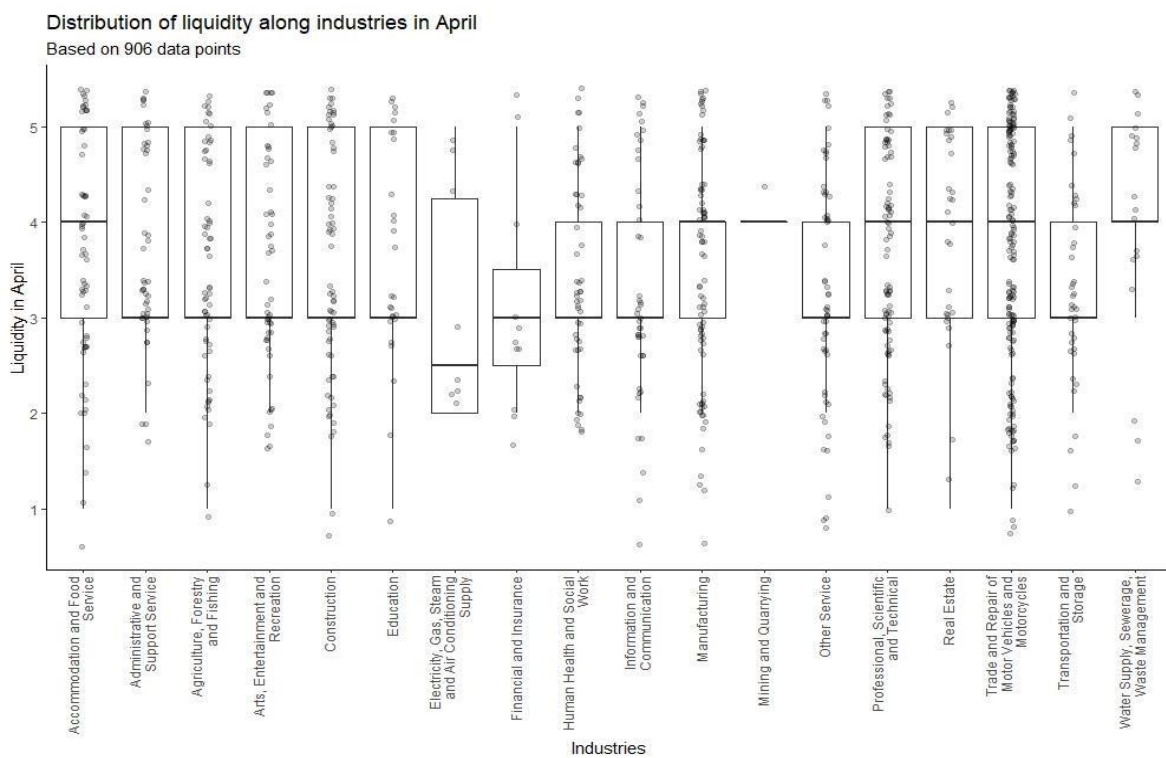 Distribution of liquidity along industries in April
Based on 906 data points
Liquidity in April
5
4
3
2
1
Accommodation and Food
Service
Administrative and
Support Service
Agriculture, Forestry
and Fishing
Arts, Entertainment and
Recreation
Construction
Education
Electricity, Gas, Steam
and Air Conditioning
Supply
Financial and Insurance
Human Health and Social
Work
Information and
Communication
Manufacturing
Mining and Quarrying
Other Service
Professional, Scientific
and Technical
Real Estate
Trade and Repair of
Motor Vehicles and
Motorcycles
Transportation and
Storage
Water Supply, Sewerage,
Waste Management
Industries